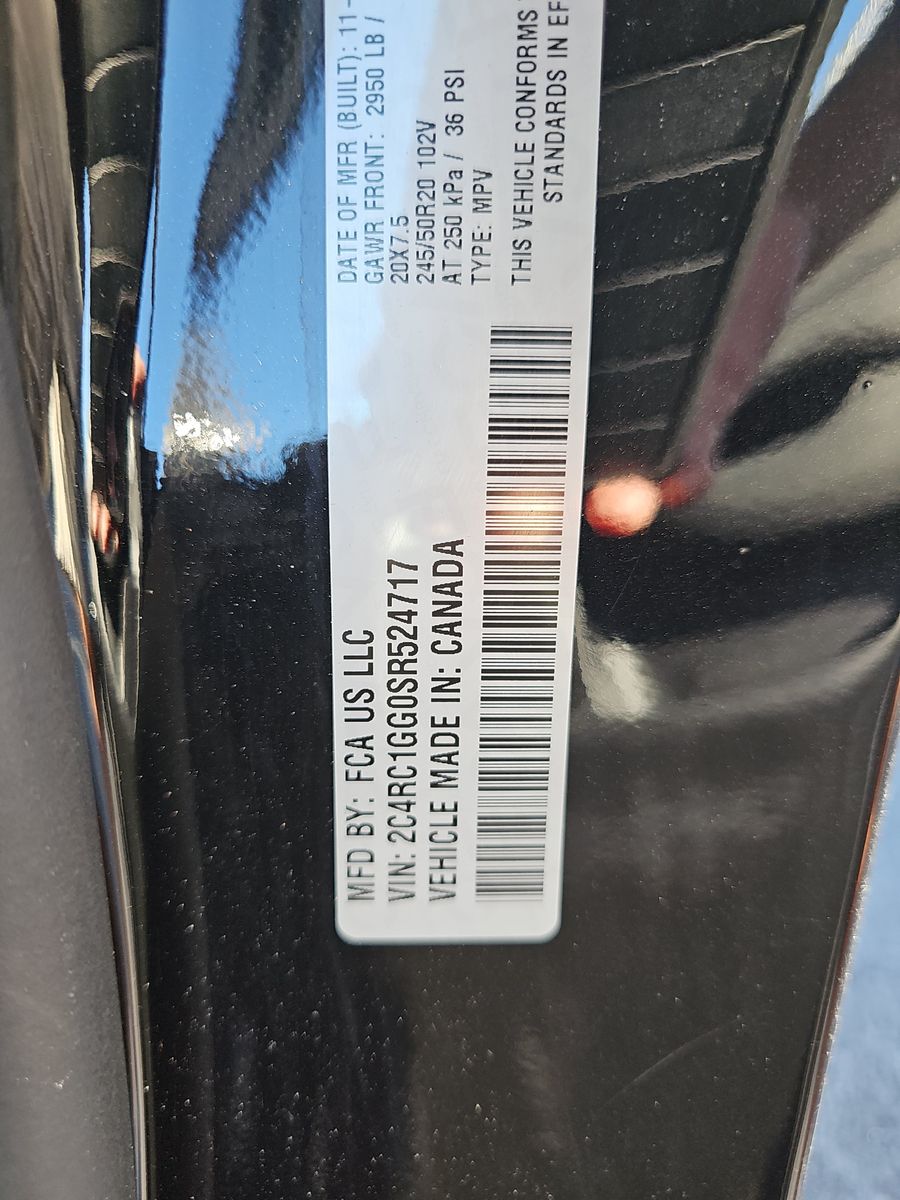 MFD BY: FCA US LLC
VIN: 2C4RC1GG0SR524717
VEHICLE MADE IN: CANADA
DATE OF MFR (BUILT): 11-
GAWR FRONT: 2950 LB /
20X7.5
245/50R20 102V
AT 250 kPa / 36 PSI
TYPE: MPV
THIS VEHICLE CONFORMS
STANDARDS IN EF